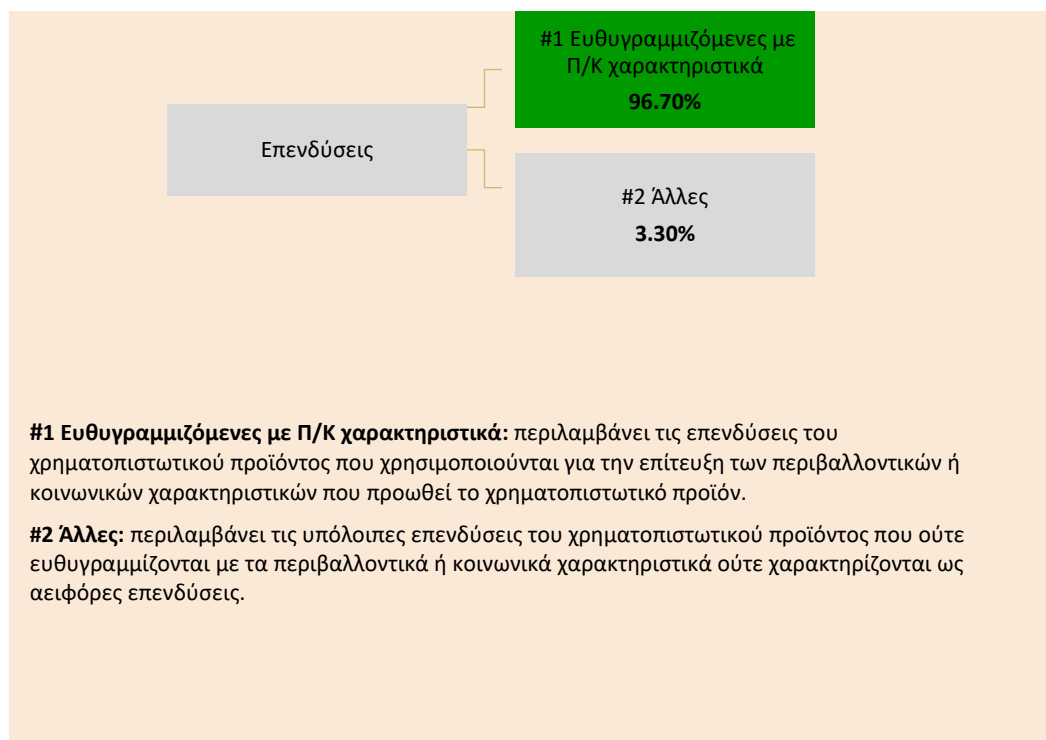 #1 Ευθυγραμμιζόμενες με
Π/Κ χαρακτηριστικά
96.70%
Επενδύσεις
#2 Άλλες
3.30%
#1 Ευθυγραμμιζόμενες με Π/Κ χαρακτηριστικά: περιλαμβάνει τις επενδύσεις του
χρηματοπιστωτικού προϊόντος που χρησιμοποιούνται για την επίτευξη των περιβαλλοντικών ή
κοινωνικών χαρακτηριστικών που προωθεί το χρηματοπιστωτικό προϊόν.
#2 Άλλες: περιλαμβάνει τις υπόλοιπες επενδύσεις του χρηματοπιστωτικού προϊόντος που ούτε
ευθυγραμμίζονται με τα περιβαλλοντικά ή κοινωνικά χαρακτηριστικά ούτε χαρακτηρίζονται ως
αειφόρες επενδύσεις.